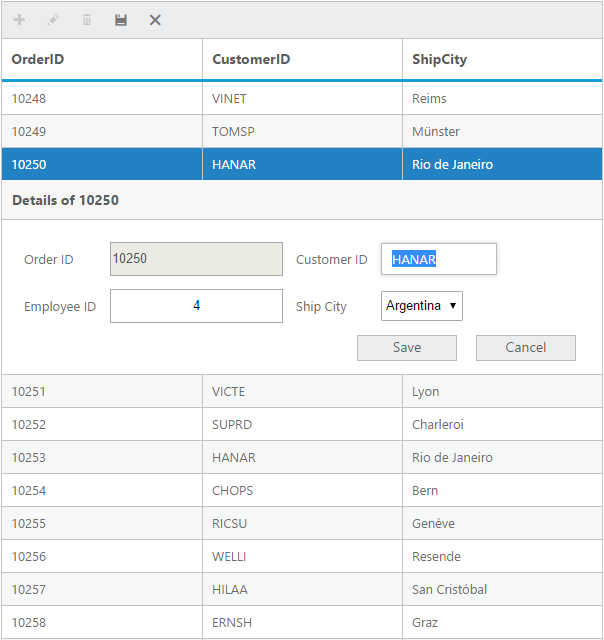 OrderID CustomerID ShipCity
10248 VINET Reims
10249 TOMSP Münster
10250 HANAR Rio de Janeiro
Details of 10250
Order ID 10250 Customer ID HANAR
Employee ID 4 Ship City Argentina
Save Cancel
10251 VICTE Lyon
10252 SUPRD Charleroi
10253 HANAR Rio de Janeiro
10254 CHOPS Bern
10255 RICSU Genève
10256 WELLI Resende
10257 HILAA San Cristóbal
10258 ERNSH Graz